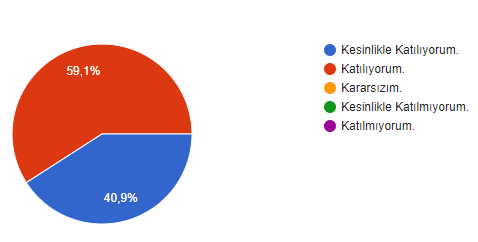 59,1%
40,9%
Kesinlikle Katılıyorum.
Katılıyorum.
Kararsızım.
Kesinlikle Katılmıyorum.
Katılmıyorum.